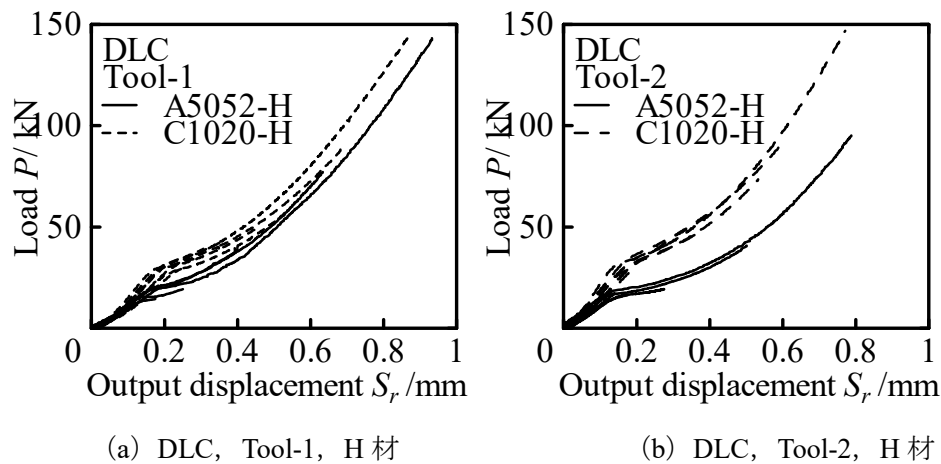 150
100
50
0
Load P / kN
DLC
Tool-1
A5052-H
C1020-H
0.2 0.4 0.6 0.8 1
Output displacement Sᵣ /mm
(a) DLC, Tool-1, H 材
150
100
50
0
Load P / kN
DLC
Tool-2
A5052-H
C1020-H
0.2 0.4 0.6 0.8 1
Output displacement Sᵣ /mm
(b) DLC, Tool-2, H 材